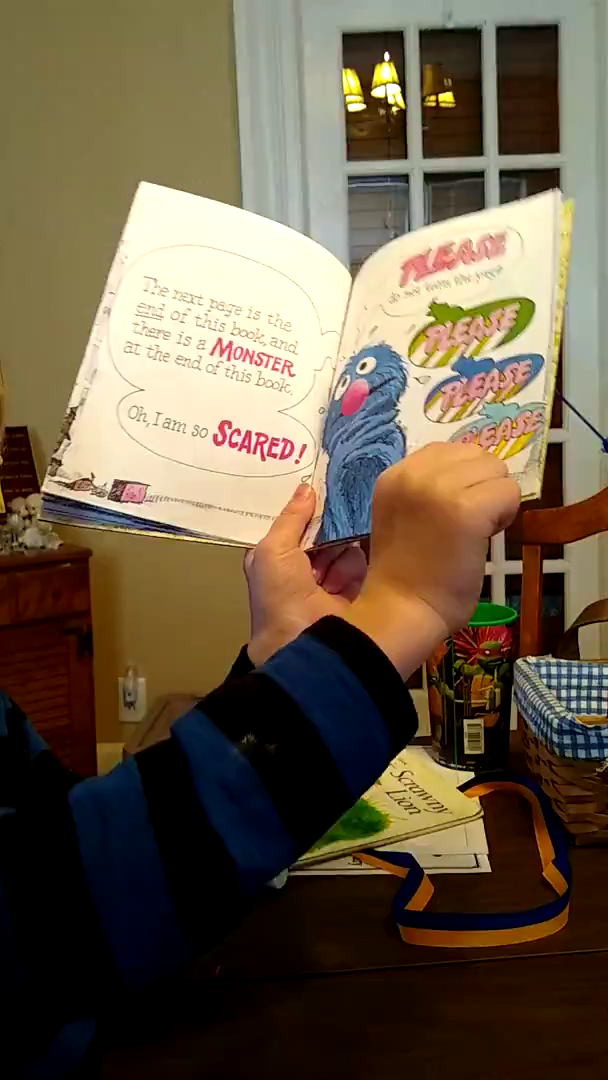 The next page is the
end of this book, and
there is a MONSTER
at the end of this book.
Oh, I am so SCARED!
PLEASE
do not turn the page
PLEASE
PLEASE
PLEASE
Scrawny
Lion